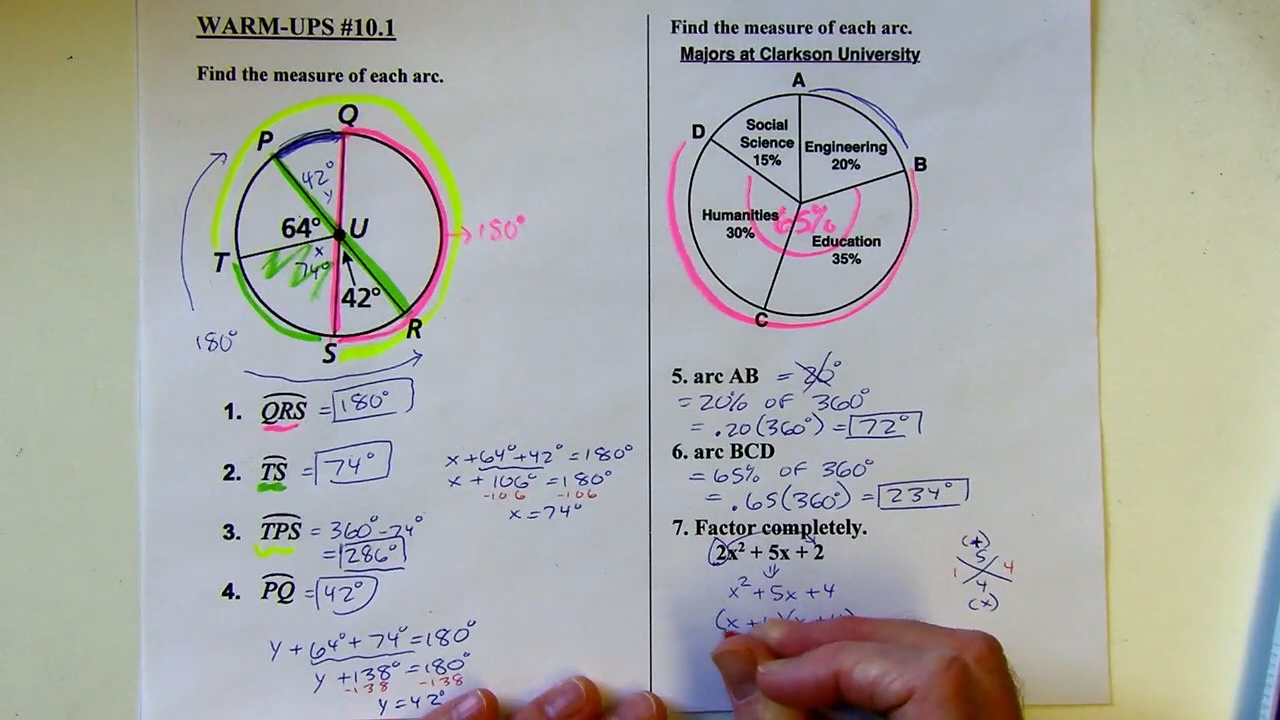 WARM-UPS #10.1
Find the measure of each arc.
Q
P
42°
y
64°
U
x
74°
T
42°
R
S
180°
180°
1. QRS = 180°
2. TS = 74°
x + 64° + 42° = 180°
x + 106° = 180°
-106 -106
x = 74°
3. TPS = 360° - 74°
= 286°
4. PQ = 42°
y + 64° + 74° = 180°
y + 138° = 180°
-138 -138
y = 42°
Find the measure of each arc.
Majors at Clarkson University
A
D
Social
Science
15%
Engineering
20%
B
Humanities
30%
65%
Education
35%
C
5. arc AB =
= 20% of 360°
= .20(360°) = 72°
6. arc BCD
= 65% of 360°
= .65(360°) = 234°
7. Factor completely.
2x² + 5x + 2
x² + 5x + 4
(x +
(+)
5
1 4
4
(x)